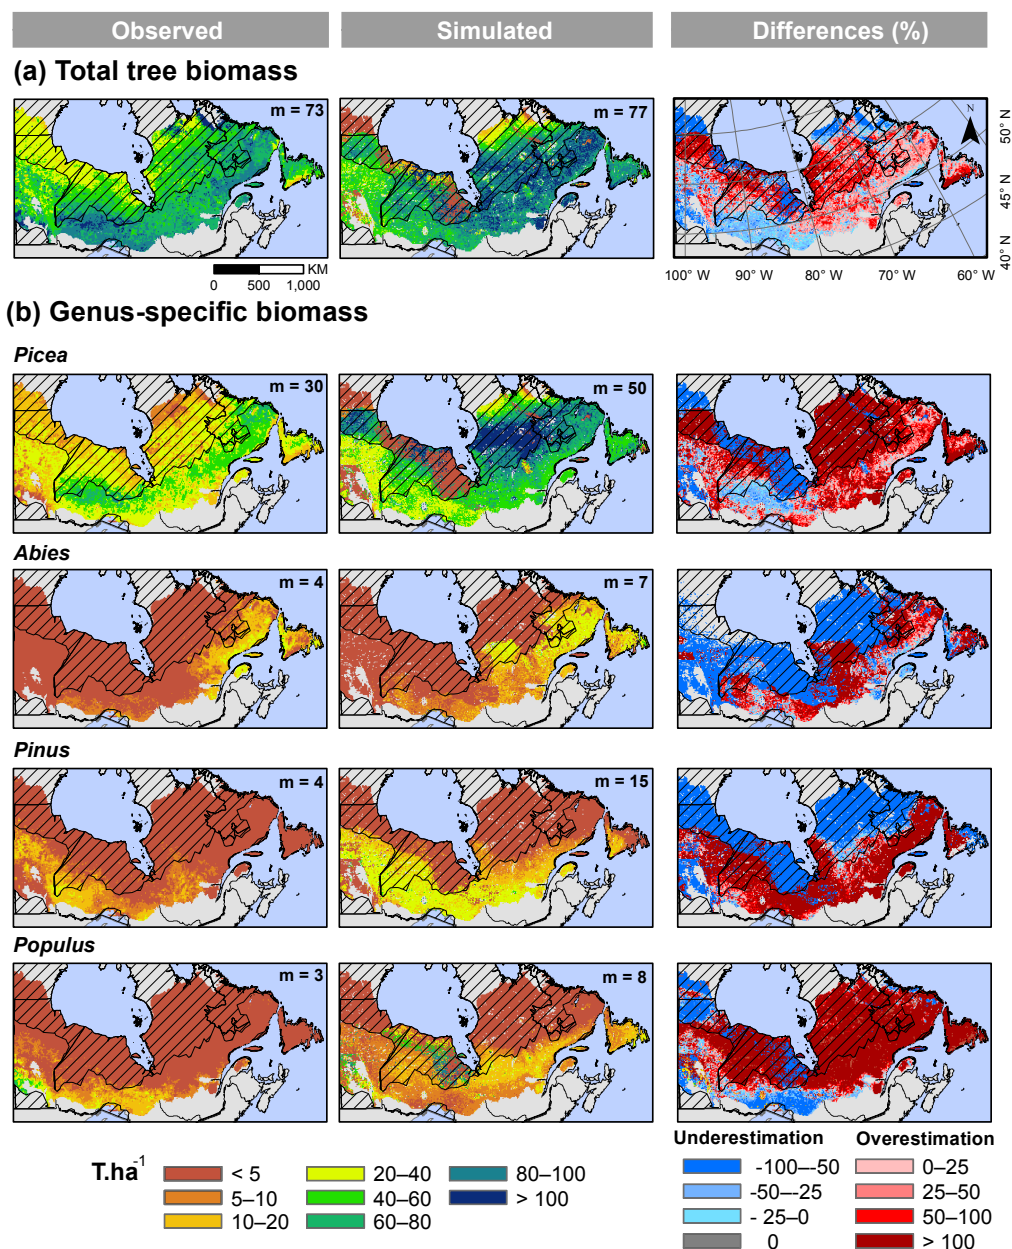 Observed Simulated Differences (%)
(a) Total tree biomass
m = 73 m = 77 N
50° N
45° N
40° N
KM
0 500 1,000
100° W 90° W 80° W 70° W 60° W
(b) Genus-specific biomass
Picea
m = 30 m = 50
Abies
m = 4 m = 7
Pinus
m = 4 m = 15
Populus
m = 3 m = 8
T.ha-1
< 5 20–40 80–100
5–10 40–60 > 100
10–20 60–80
Underestimation Overestimation
-100–-50 0–25
-50–-25 25–50
- 25–0 50–100
0 > 100